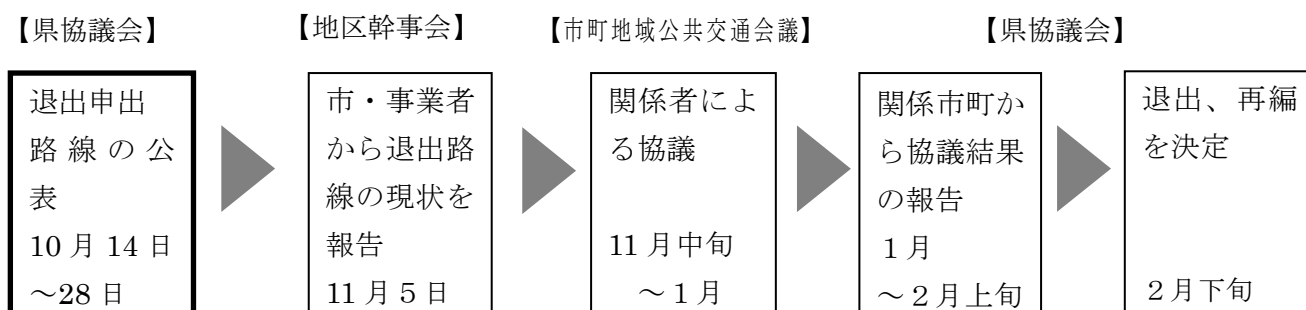 【県協議会】
【地区幹事会】
【市町地域公共交通会議】
【県協議会】
退出申出
路線の公
表
10月14日
～28日
市・事業者
から退出路
線の現状を
報告
11月5日
関係者によ
る協議
11月中旬
～1月
関係市町か
ら協議結果
の報告
１月
～２月上旬
退出、再編
を決定
２月下旬